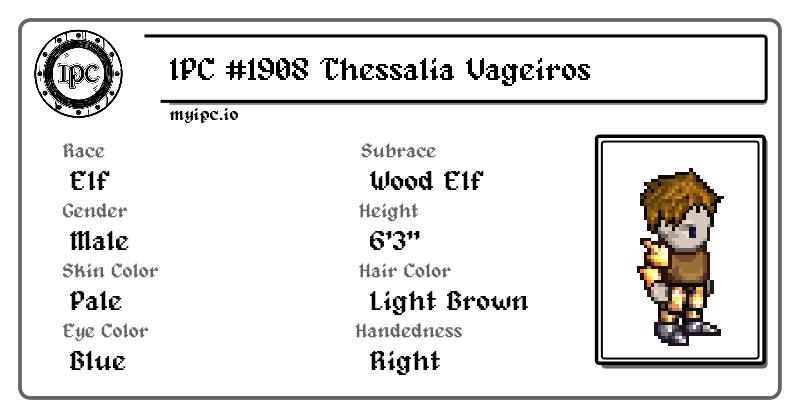 IPC
IPC #1908 Thessalia Vageiros
myipc.io
Race
Elf
Subrace
Wood Elf
Gender
Male
Height
6'3"
Skin Color
Pale
Hair Color
Light Brown
Eye Color
Blue
Handedness
Right